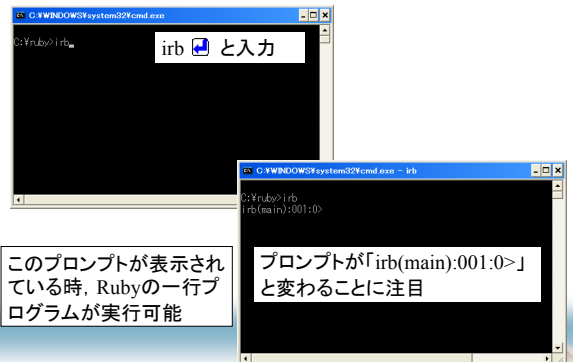 C:¥WINDOWS¥system32¥cmd.exe
C:¥ruby>irb
irb と入力
C:¥WINDOWS¥system32¥cmd.exe - irb
C:¥ruby>irb
irb(main):001:0>
このプロンプトが表示され
ている時，Rubyの一行プ
ログラムが実行可能
プロンプトが「irb(main):001:0>」
と変わることに注目